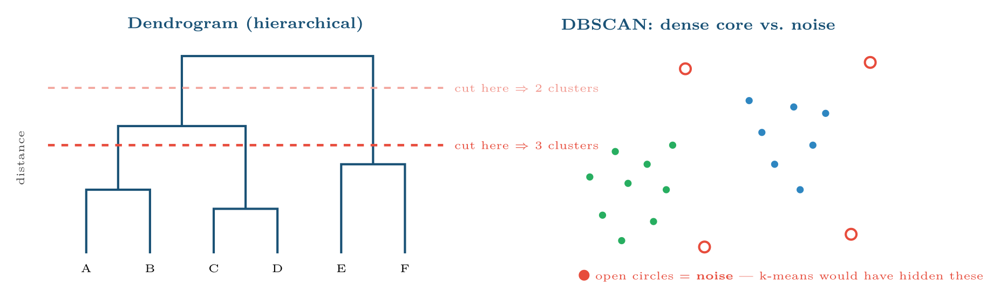 Dendrogram (hierarchical)
cut here ⇒ 2 clusters
cut here ⇒ 3 clusters
distance
A B C D E F
DBSCAN: dense core vs. noise
open circles = noise — k-means would have hidden these